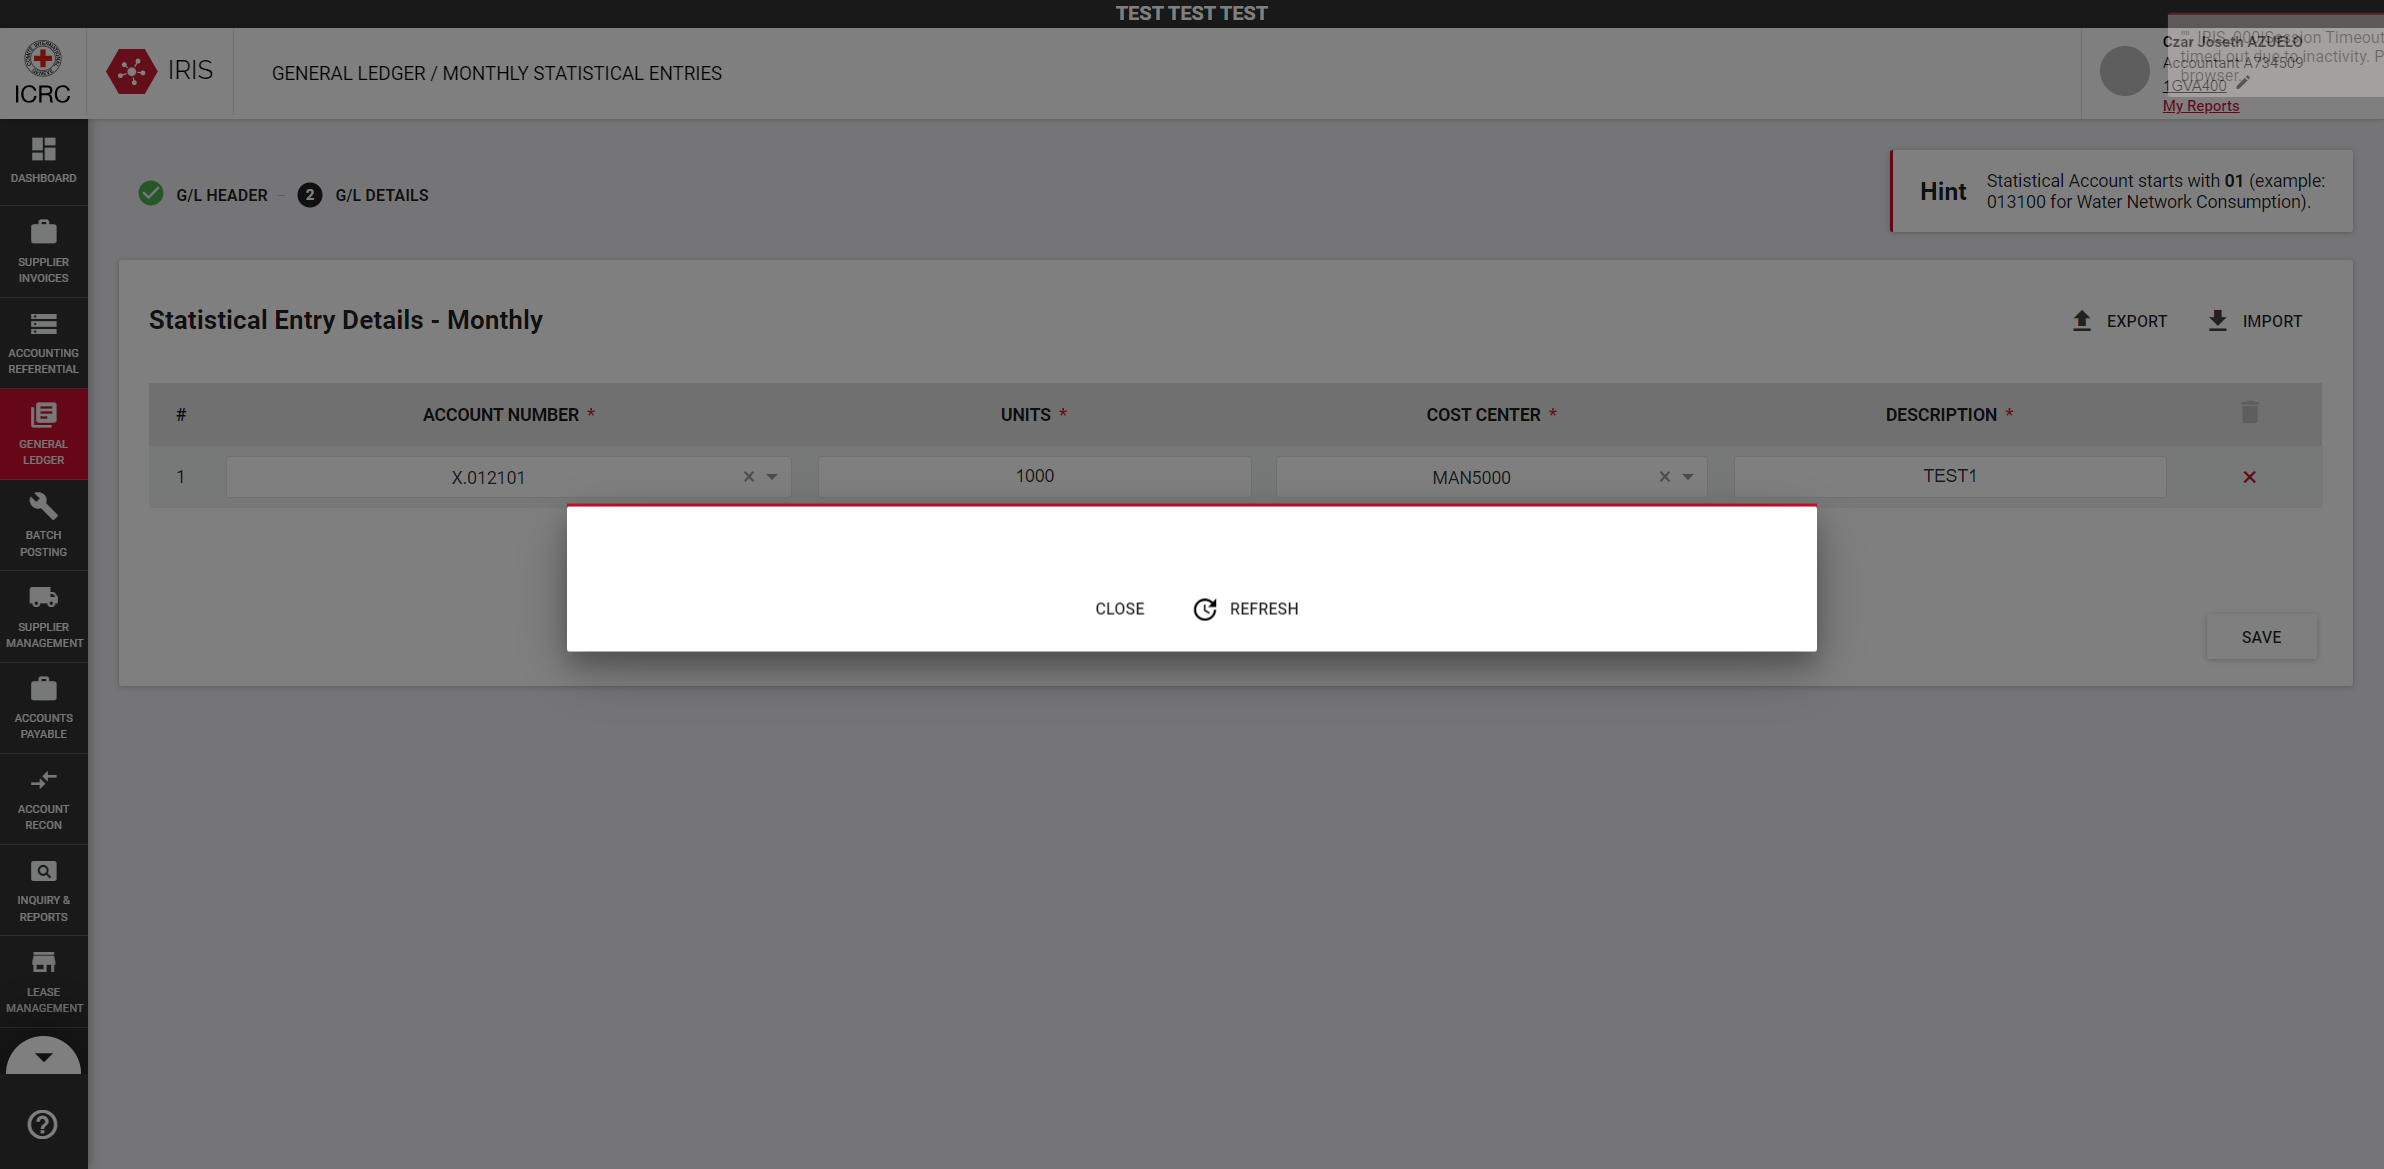 TEST TEST TEST
ICRC
IRIS
GENERAL LEDGER / MONTHLY STATISTICAL ENTRIES
Czar Joseth AZUELO
Accountant A734509
1GVA400
My Reports
Session Timeout
timed out due to inactivity. P
browser.
DASHBOARD
SUPPLIER
INVOICES
ACCOUNTING
REFERENTIAL
GENERAL
LEDGER
BATCH
POSTING
SUPPLIER
MANAGEMENT
ACCOUNTS
PAYABLE
ACCOUNT
RECON
INQUIRY &
REPORTS
LEASE
MANAGEMENT
G/L HEADER
2 G/L DETAILS
Hint
Statistical Account starts with 01 (example:
013100 for Water Network Consumption).
Statistical Entry Details - Monthly
EXPORT
IMPORT
# ACCOUNT NUMBER * UNITS * COST CENTER * DESCRIPTION *
1 X.012101 1000 MAN5000 TEST1
CLOSE
REFRESH
SAVE